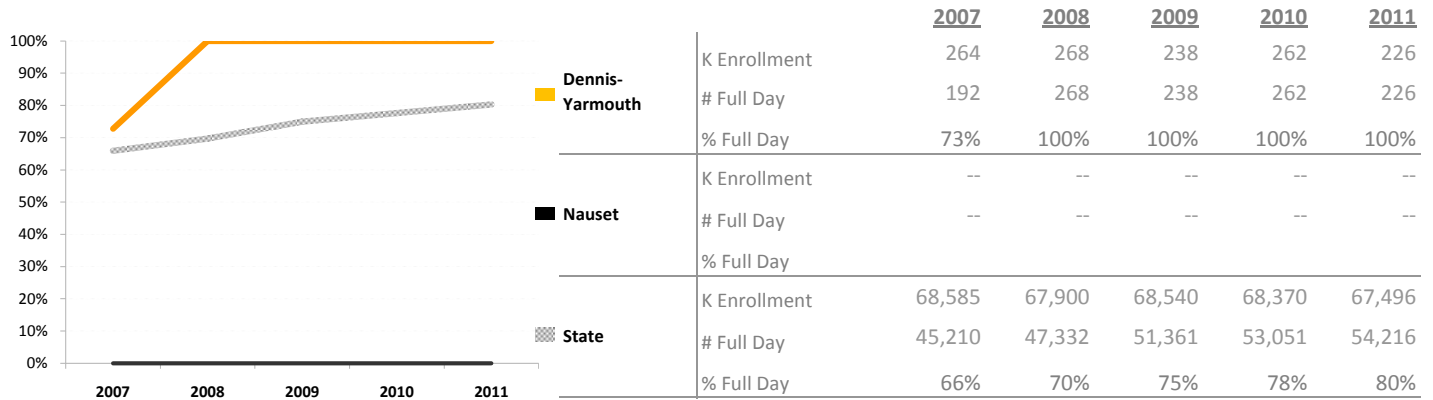 2007 2008 2009 2010 2011
100%
90%
80%
70%
60%
50%
40%
30%
20%
10%
0%
2007 2008 2009 2010 2011
Dennis-
Yarmouth
K Enrollment 264 268 238 262 226
# Full Day 192 268 238 262 226
% Full Day 73% 100% 100% 100% 100%
Nauset
K Enrollment -- -- -- -- --
# Full Day -- -- -- -- --
% Full Day
State
K Enrollment 68,585 67,900 68,540 68,370 67,496
# Full Day 45,210 47,332 51,361 53,051 54,216
% Full Day 66% 70% 75% 78% 80%